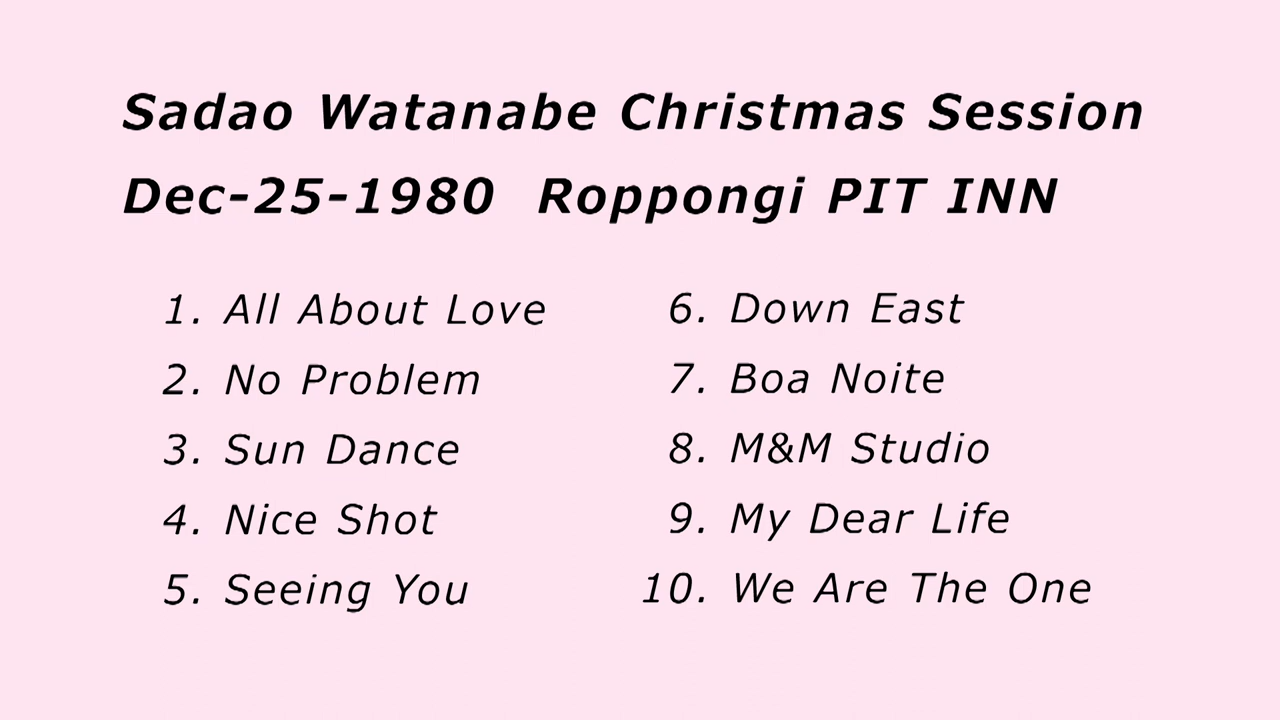 Sadao Watanabe Christmas Session
Dec-25-1980 Roppongi PIT INN
1. All About Love
2. No Problem
3. Sun Dance
4. Nice Shot
5. Seeing You
6. Down East
7. Boa Noite
8. M&M Studio
9. My Dear Life
10. We Are The One